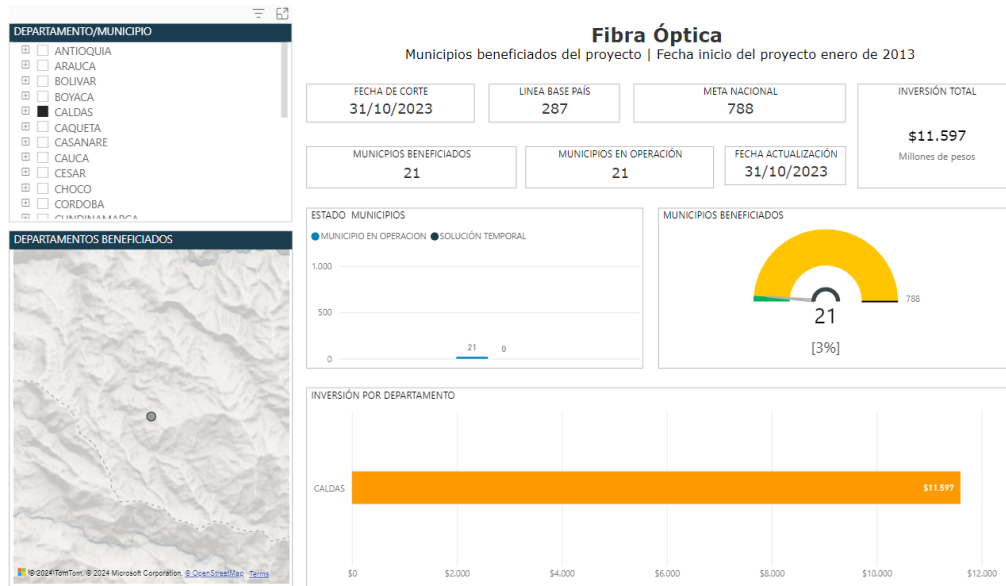 DEPARTAMENTO/MUNICIPIO
ANTIOQUIA
ARAUCA
BOLIVAR
BOYACA
CALDAS
CAQUETA
CASANARE
CAUCA
CESAR
CHOCO
CORDOBA
CUNDINAMARCA
DEPARTAMENTOS BENEFICIADOS
© 2024 TomTom, © 2024 Microsoft Corporation, © OpenStreetMap Terms
Fibra Óptica
Municipios beneficiados del proyecto | Fecha inicio del proyecto enero de 2013
FECHA DE CORTE
31/10/2023
LINEA BASE PAÍS
287
META NACIONAL
788
INVERSIÓN TOTAL
$11.597
Millones de pesos
MUNICPIOS BENEFICIADOS
21
MUNICIPIOS EN OPERACIÓN
21
FECHA ACTUALIZACIÓN
31/10/2023
ESTADO MUNICIPIOS
MUNICIPIO EN OPERACION SOLUCIÓN TEMPORAL
1.000
500
0
21 0
MUNICIPIOS BENEFICIADOS
788
21
[3%]
INVERSIÓN POR DEPARTAMENTO
CALDAS
$11.597
$0 $2.000 $4.000 $6.000 $8.000 $10.000 $12.000